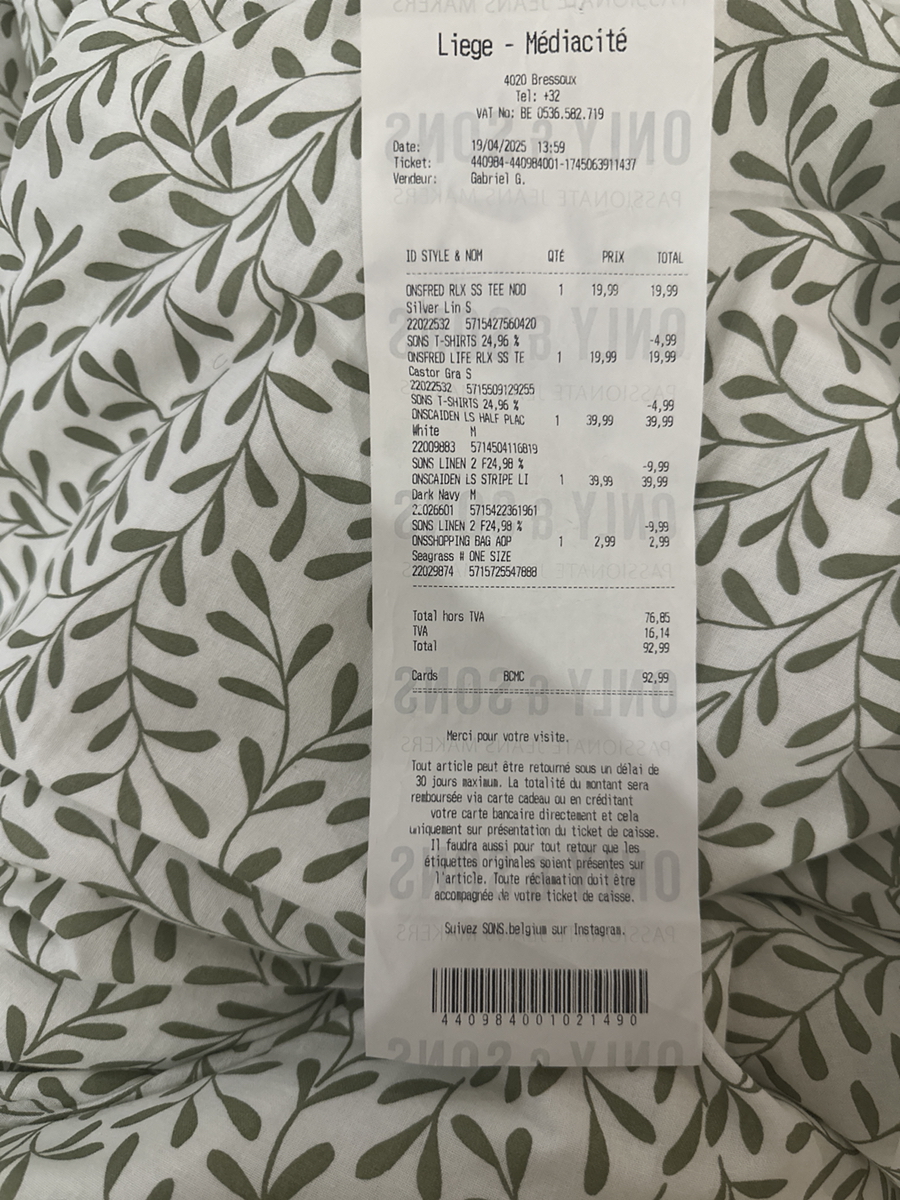 Liege - Médiacité
4020 Bressoux
Tel: +32
VAT No: BE 0536.582.719
Date: 19/04/2025 13:59
Ticket: 440984-440984001-1745063911437
Vendeur: Gabriel G.
ID STYLE & NOM QTÉ PRIX TOTAL
ONSFRED RLX SS TEE NOO 1 19,99 19,99
Silver Lin S
22022532 5715427560420
SONS T-SHIRTS 24,96 % -4,99
ONSFRED LIFE RLX SS TE 1 19,99 19,99
Castor Gra S
22022532 5715509129255
SONS T-SHIRTS 24,96 % -4,99
ONSCAIDEN LS HALF PLAC 1 39,99 39,99
White M
22009883 5714504116819
SONS LINEN 2 F24,98 % -9,99
ONSCAIDEN LS STRIPE LI 1 39,99 39,99
Dark Navy M
2.026601 5715422361961
SONS LINEN 2 F24,98 % -9,99
ONSSHOPPING BAG AOP 1 2,99 2,99
Seagrass # ONE SIZE
22029874 5715725547888
Total hors TVA 76,85
TVA 16,14
Total 92,99
Cards BCMC 92,99
Merci pour votre visite.
Tout article peut être retourné sous un délai de
30 jours maximum. La totalité du montant sera
remboursée via carte cadeau ou en créditant
votre carte bancaire directement et cela
uniquement sur présentation du ticket de caisse.
Il faudra aussi pour tout retour que les
étiquettes originales soient présentes sur
l'article. Toute réclamation doit être
accompagnée de votre ticket de caisse.
Suivez SONS.belgium sur Instagram.
440984001021490